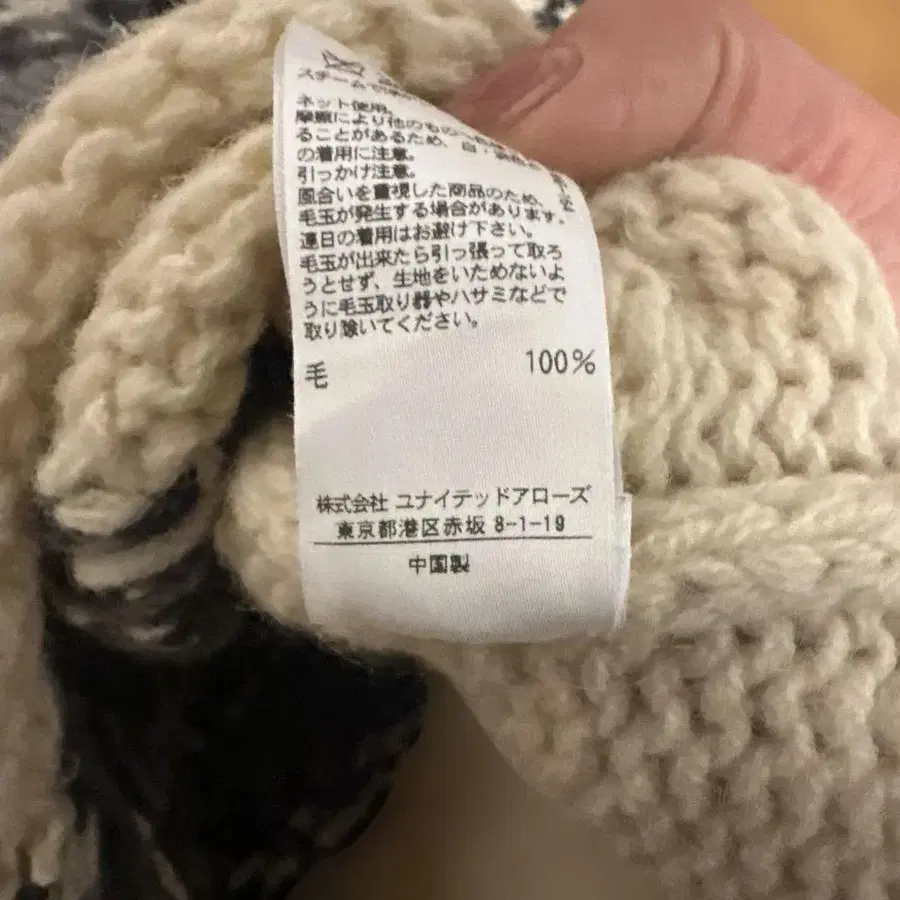 スチーム
ネット使用。
摩擦により他のもの
ることがあるため、白
の着用に注意。
引っかけ注意。
風合いを重視した商品のため、
毛玉が発生する場合があります。
連日の着用はお避け下さい。
毛玉が出来たら引っ張って取ろ
うとせず、生地をいためないよ
うに毛玉取り器やハサミなどで
取り除いてください。
毛 100%
株式会社 ユナイテッドアローズ
東京都港区赤坂 8-1-19
中国製